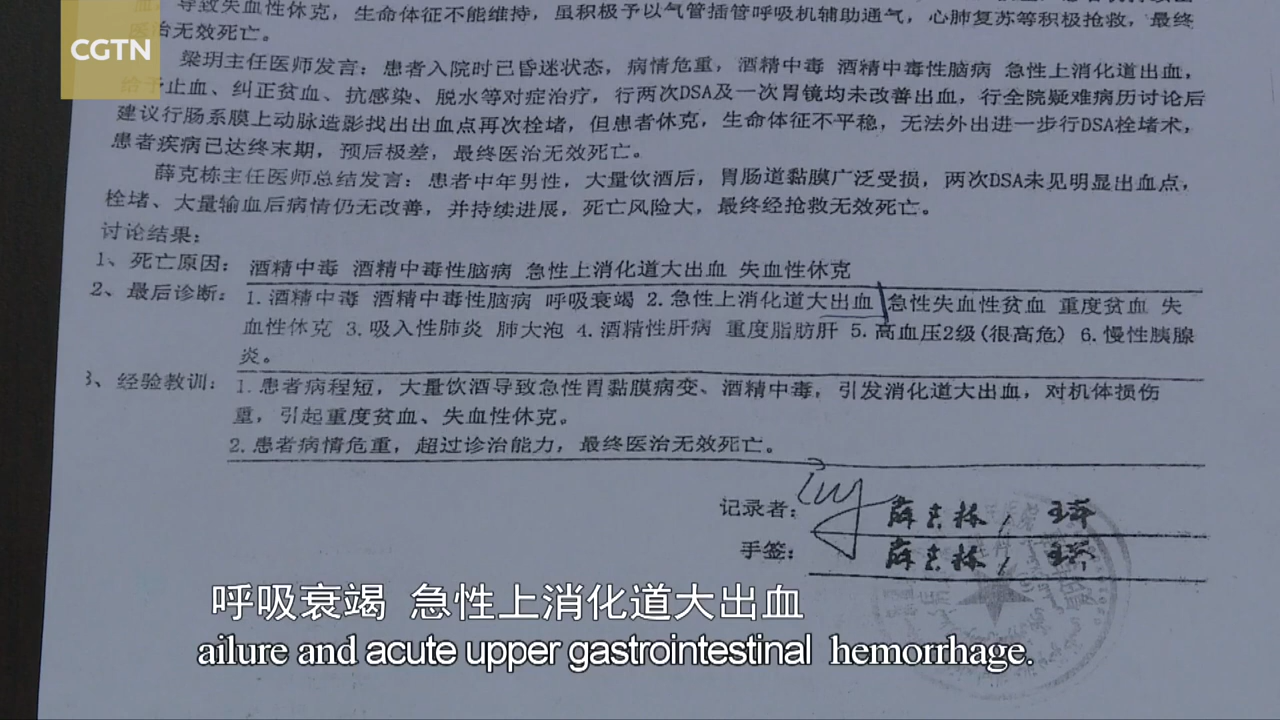 CGTN
血，导致失血性休克，生命体征不能维持，虽积极予以气管插管呼吸机辅助通气，心肺复苏等积极抢救，最终
医治无效死亡。
梁玥主任医师发言：患者入院时已昏迷状态，病情危重，酒精中毒 酒精中毒性脑病 急性上消化道出血，
给予止血、纠正贫血、抗感染、脱水等对症治疗，行两次DSA及一次胃镜均未改善出血，行全院疑难病历讨论后
建议行肠系膜上动脉造影找出出血点再次栓堵，但患者休克，生命体征不平稳，无法外出进一步行DSA栓堵术，
患者疾病已达终末期，预后极差，最终医治无效死亡。
薛克栋主任医师总结发言：患者中年男性，大量饮酒后，胃肠道黏膜广泛受损，两次DSA未见明显出血点，
栓堵、大量输血后病情仍无改善，并持续进展，死亡风险大，最终经抢救无效死亡。
讨论结果：
1、死亡原因：酒精中毒 酒精中毒性脑病 急性上消化道大出血 失血性休克
2、最后诊断：1.酒精中毒 酒精中毒性脑病 呼吸衰竭 2.急性上消化道大出血 急性失血性贫血 重度贫血 失
血性休克 3.吸入性肺炎 肺大泡 4.酒精性肝病 重度脂肪肝 5.高血压2级(很高危) 6.慢性胰腺
炎。
3、经验教训：1.患者病程短，大量饮酒导致急性胃黏膜病变、酒精中毒，引发消化道大出血，对机体损伤
重，引起重度贫血、失血性休克。
2.患者病情危重，超过诊治能力，最终医治无效死亡。
记录者：
手签：
呼吸衰竭 急性上消化道大出血
ailure and acute upper gastrointestinal hemorrhage.